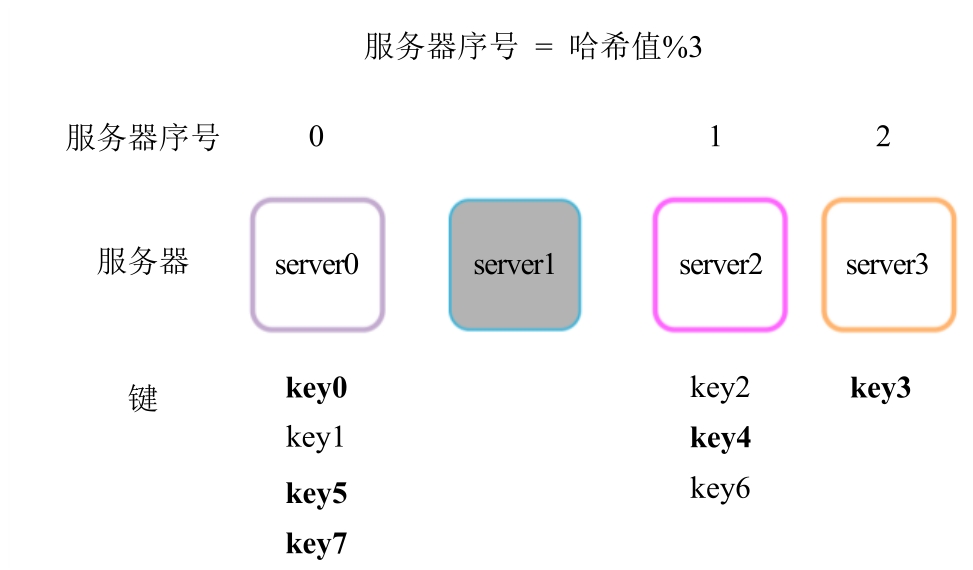 服务器序号 = 哈希值%3
服务器序号 0 1 2
服务器 server0 server1 server2 server3
键 key0 key2 key3
key1 key4
key5 key6
key7